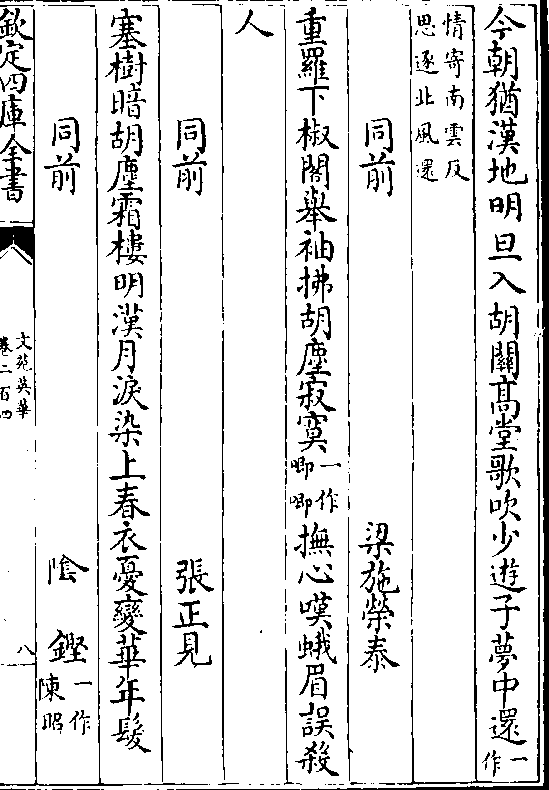 今朝猶漢地明旦入胡關高堂歌吹少遊子夢中還一作
情寄南雲反
思逐北風還
同前 梁施榮泰
重羅下椒閣舉袖拂胡塵寂寞一作唧唧撫心嘆蛾眉誤殺
人
同前 張正見
塞樹暗胡塵霜樓明漢月淚染上春衣憂變華年髮
同前 陰鏗一作陳昭
欽定四庫全書
文苑英華
卷二百四
八